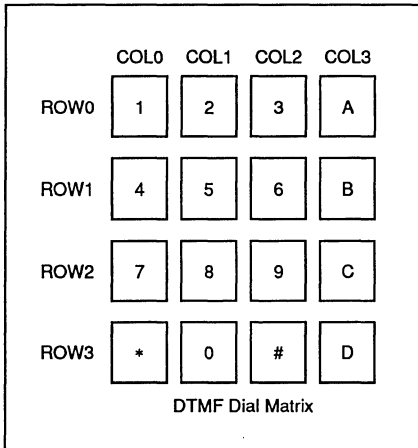 COL0 COL1 COL2 COL3
ROW0 1 2 3 A
ROW1 4 5 6 B
ROW2 7 8 9 C
ROW3 * 0 # D
DTMF Dial Matrix